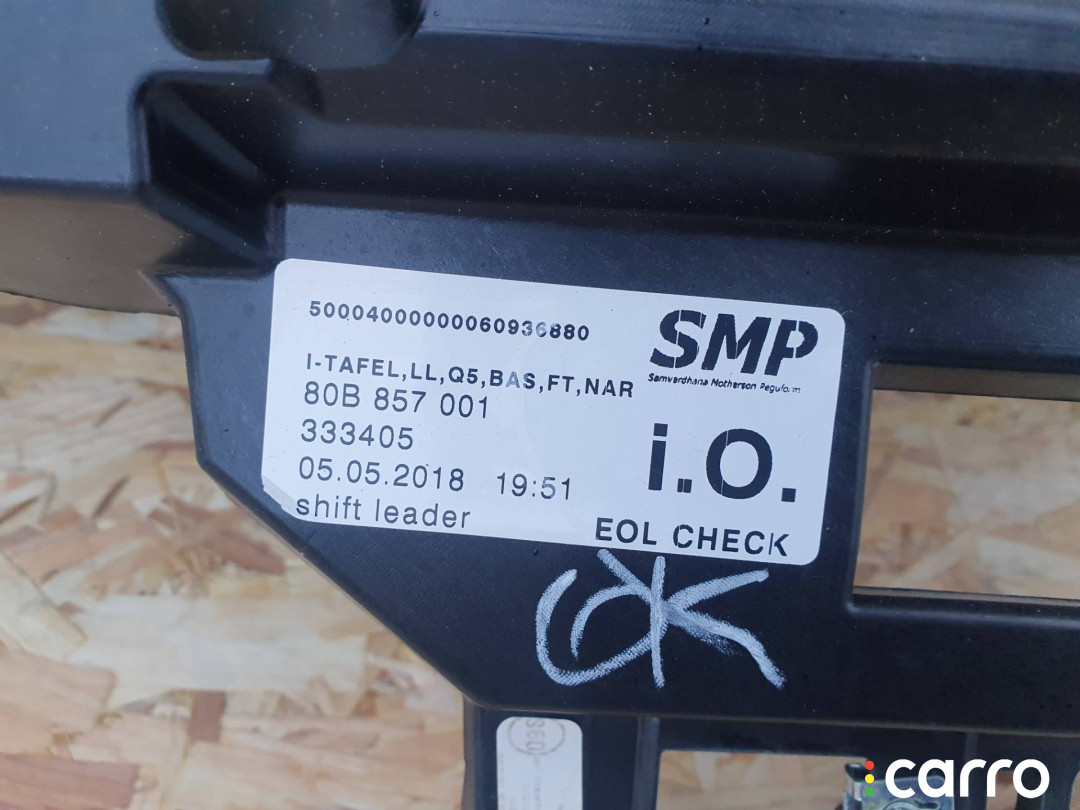 50004000000060936880
SMP
Samvardhana Motherson Peguform
I-TAFEL,LL,Q5,BAS,FT,NAR
80B 857 001
333405
i.O.
05.05.2018 19:51
shift leader
EOL CHECK
OK
S60
carro